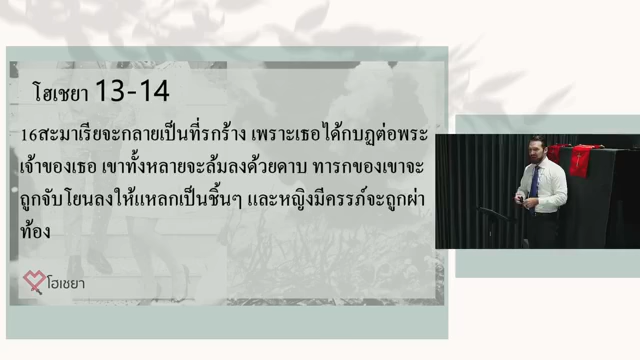 โฮเชยา 13-14
16สะมาเรียจะกลายเป็นที่รกร้าง เพราะเธอได้กบฏต่อพระ
เจ้าของเธอ เขาทั้งหลายจะล้มลงด้วยดาบ ทารกของเขาจะ
ถูกจับโยนลงให้แหลกเป็นชิ้นๆ และหญิงมีครรภ์จะถูกผ่า
ท้อง
โฮเชยา